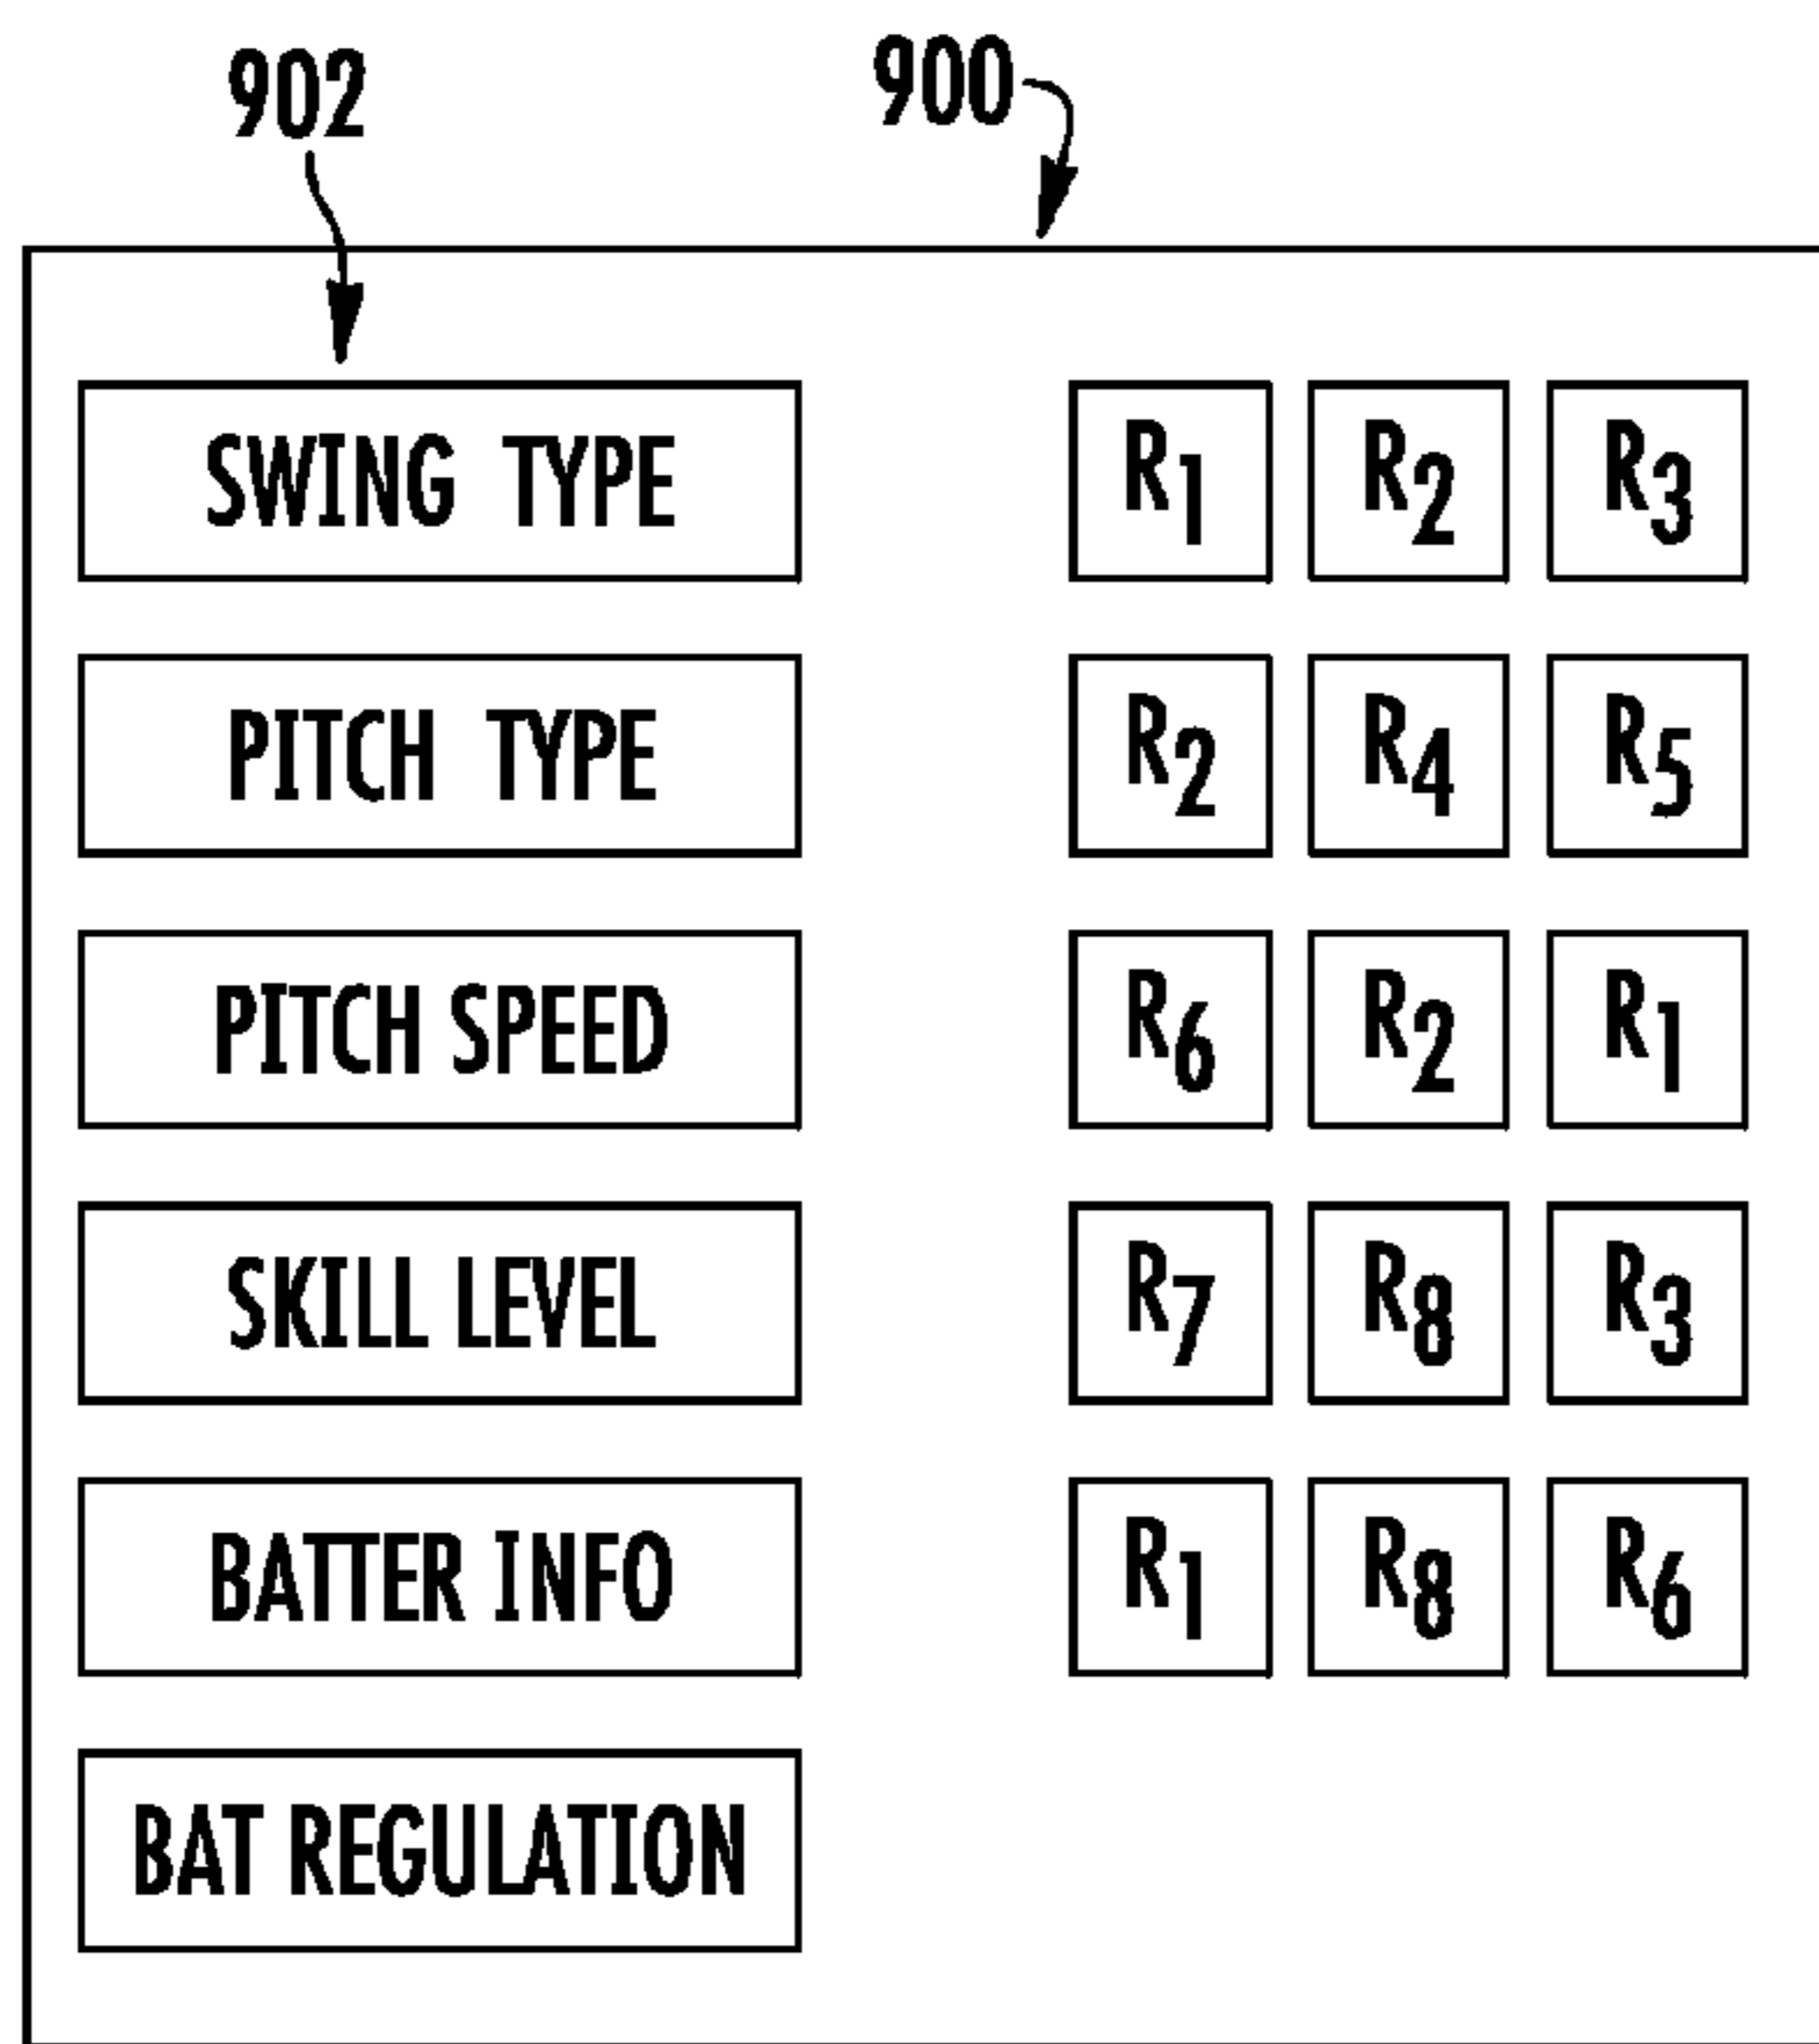 902 900
SWING TYPE R1 R2 R3
PITCH TYPE R2 R4 R5
PITCH SPEED R6 R2 R1
SKILL LEVEL R7 R8 R3
BATTER INFO R1 R8 R6
BAT REGULATION